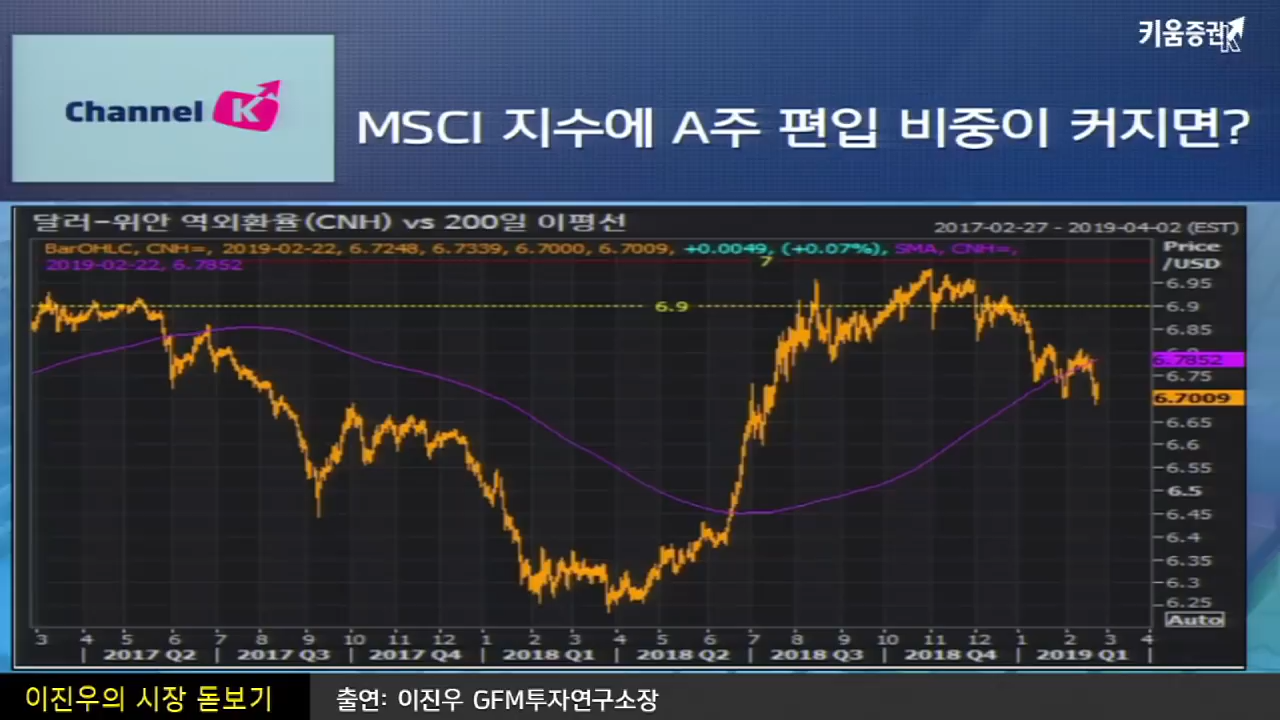 키움증권
Channel K
MSCI 지수에 A주 편입 비중이 커지면?
달러-위안 역외환율(CNH) vs 200일 이평선
2017-02-27 - 2019-04-02 (EST)
BarOHLC, CNH=, 2019-02-22, 6.7248, 6.7339, 6.7000, 6.7009, +0.0049, (+0.07%), SMA, CNH=,
2019-02-22, 6.7852
Price
/USD
7
6.95
6.9
6.9
6.85
6.8
6.7852
6.75
6.7009
6.65
6.6
6.55
6.5
6.45
6.4
6.35
6.3
6.25
Auto
3 4 5 6 7 8 9 10 11 12 1 2 3 4 5 6 7 8 9 10 11 12 1 2 3 4
2017 Q2 2017 Q3 2017 Q4 2018 Q1 2018 Q2 2018 Q3 2018 Q4 2019 Q1
이진우의 시장 돋보기
출연: 이진우 GFM투자연구소장